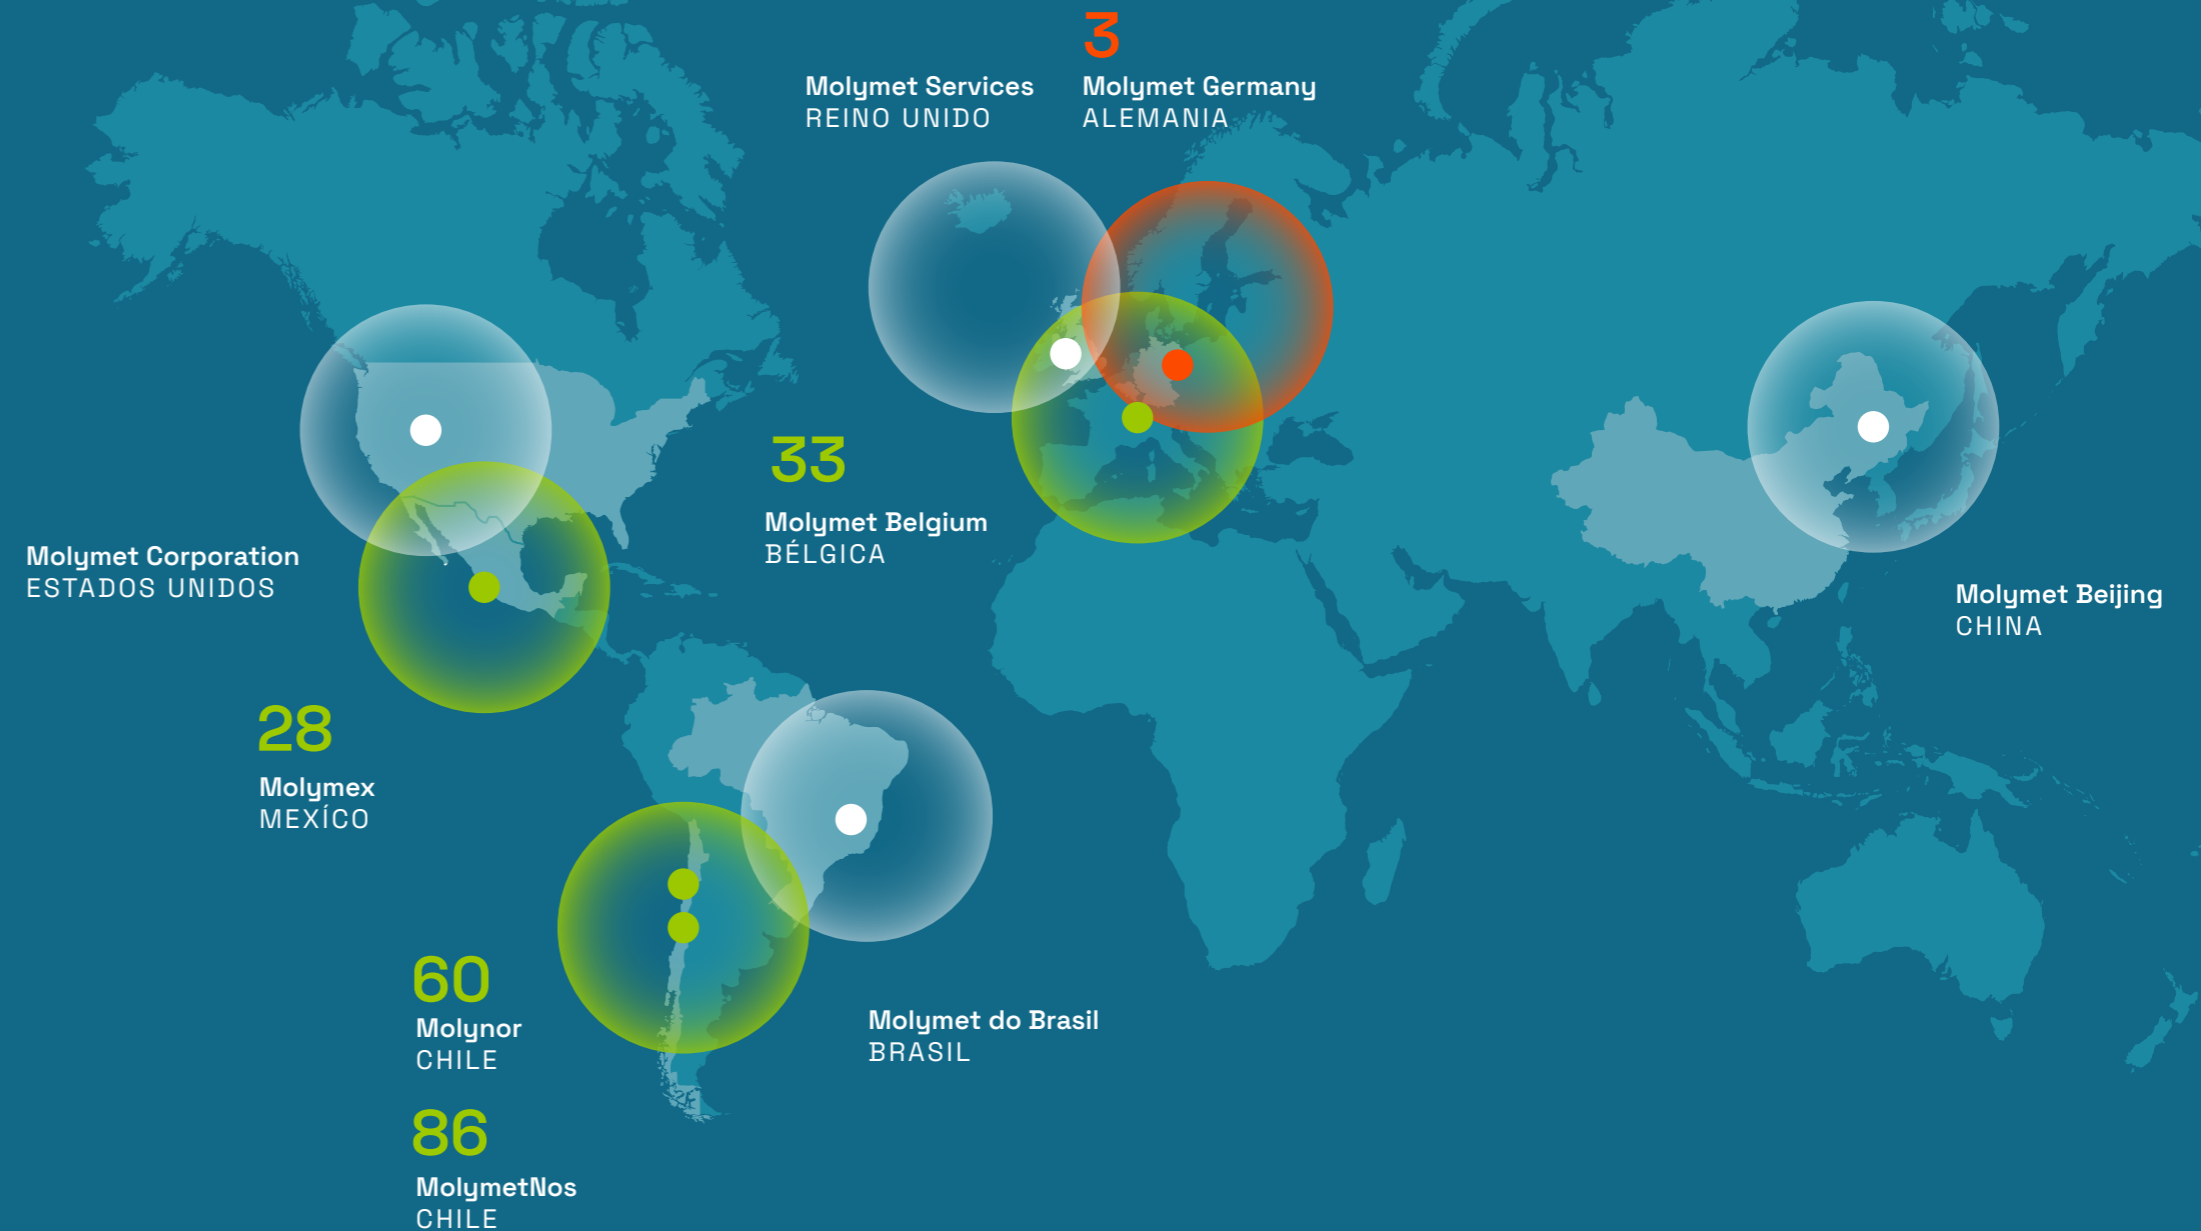 3
Molymet Services
REINO UNIDO
Molymet Germany
ALEMANIA
33
Molymet Belgium
BÉLGICA
Molymet Corporation
ESTADOS UNIDOS
Molymet Beijing
CHINA
28
Molymex
MEXÍCO
60
Molynor
CHILE
Molymet do Brasil
BRASIL
86
MolymetNos
CHILE